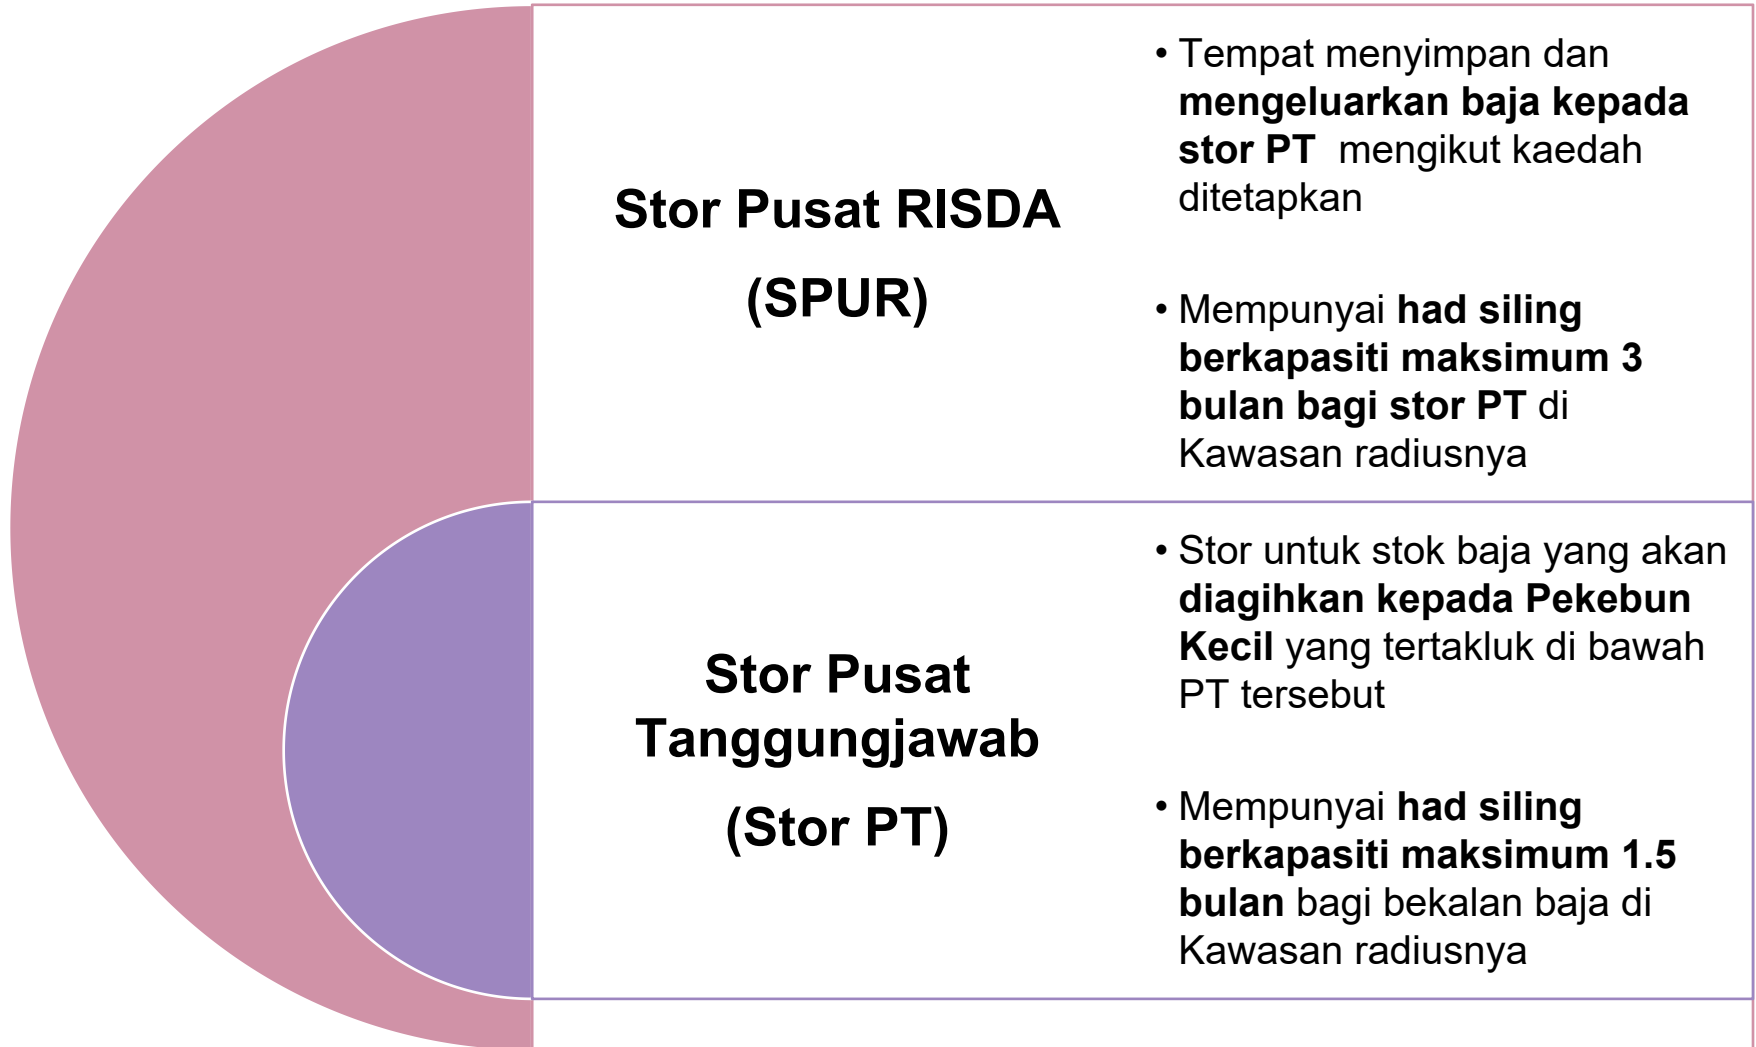 Stor Pusat RISDA
(SPUR)
• Tempat menyimpan dan
mengeluarkan baja kepada
stor PT  mengikut kaedah
ditetapkan
• Mempunyai had siling
berkapasiti maksimum 3
bulan bagi stor PT di
Kawasan radiusnya
Stor Pusat
Tanggungjawab
(Stor PT)
• Stor untuk stok baja yang akan
diagihkan kepada Pekebun
Kecil yang tertakluk di bawah
PT tersebut
• Mempunyai had siling
berkapasiti maksimum 1.5
bulan bagi bekalan baja di
Kawasan radiusnya